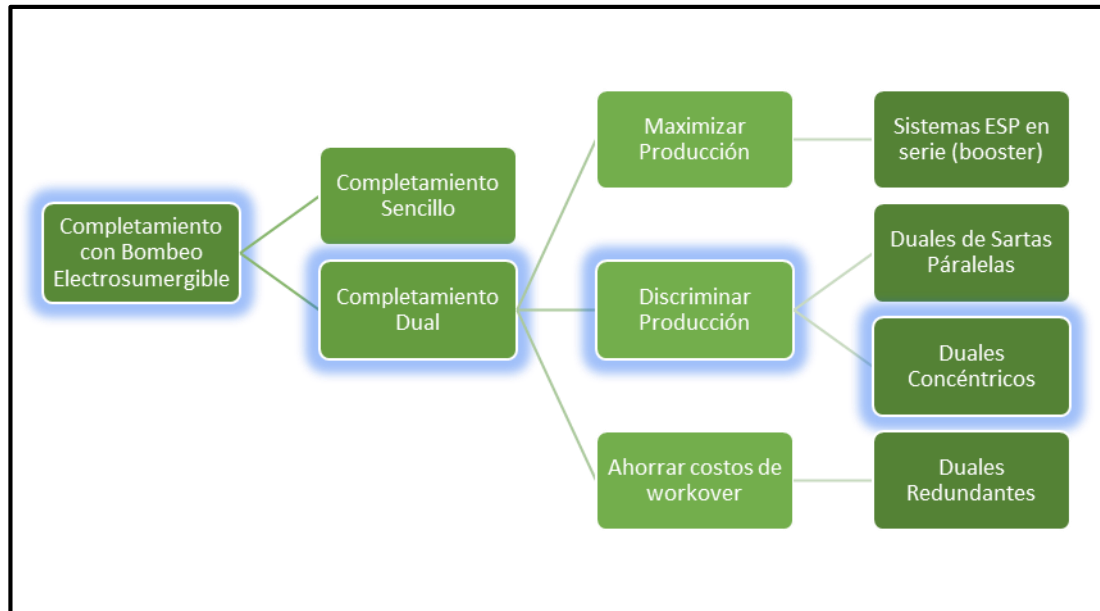 Completamiento
con Bombeo
Electrosumergible
Completamiento
Sencillo
Completamiento
Dual
Maximizar
Producción
Discriminar
Producción
Ahorrar costos de
workover
Sistemas ESP en
serie (booster)
Duales de Sartas
Páralelas
Duales
Concéntricos
Duales
Redundantes